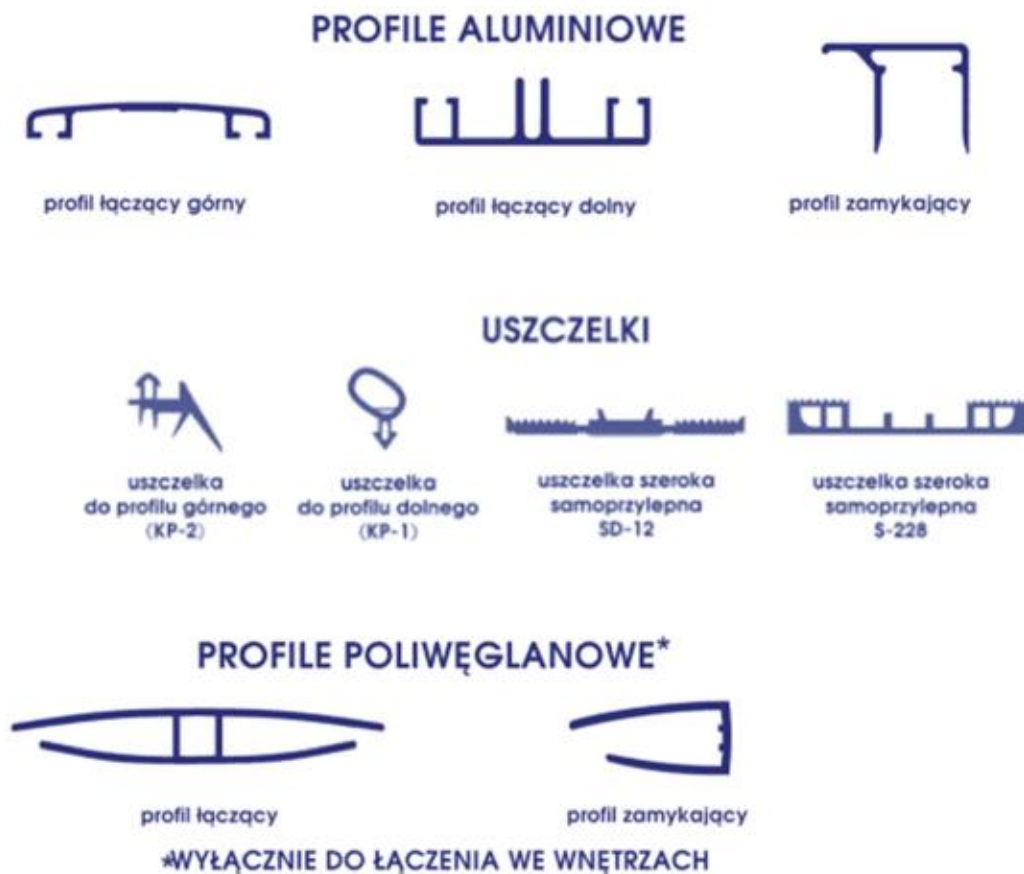 PROFILE ALUMINIOWE
profil łączący górny
profil łączący dolny
profil zamykający
USZCZELKI
uszczelka
do profilu górnego
(KP-2)
uszczelka
do profilu dolnego
(KP-1)
uszczelka szeroka
samoprzylepna
SD-12
uszczelka szeroka
samoprzylepna
S-228
PROFILE POLIWĘGLANOWE*
profil łączący
profil zamykający
*WYŁĄCZNIE DO ŁĄCZENIA WE WNĘTRZACH